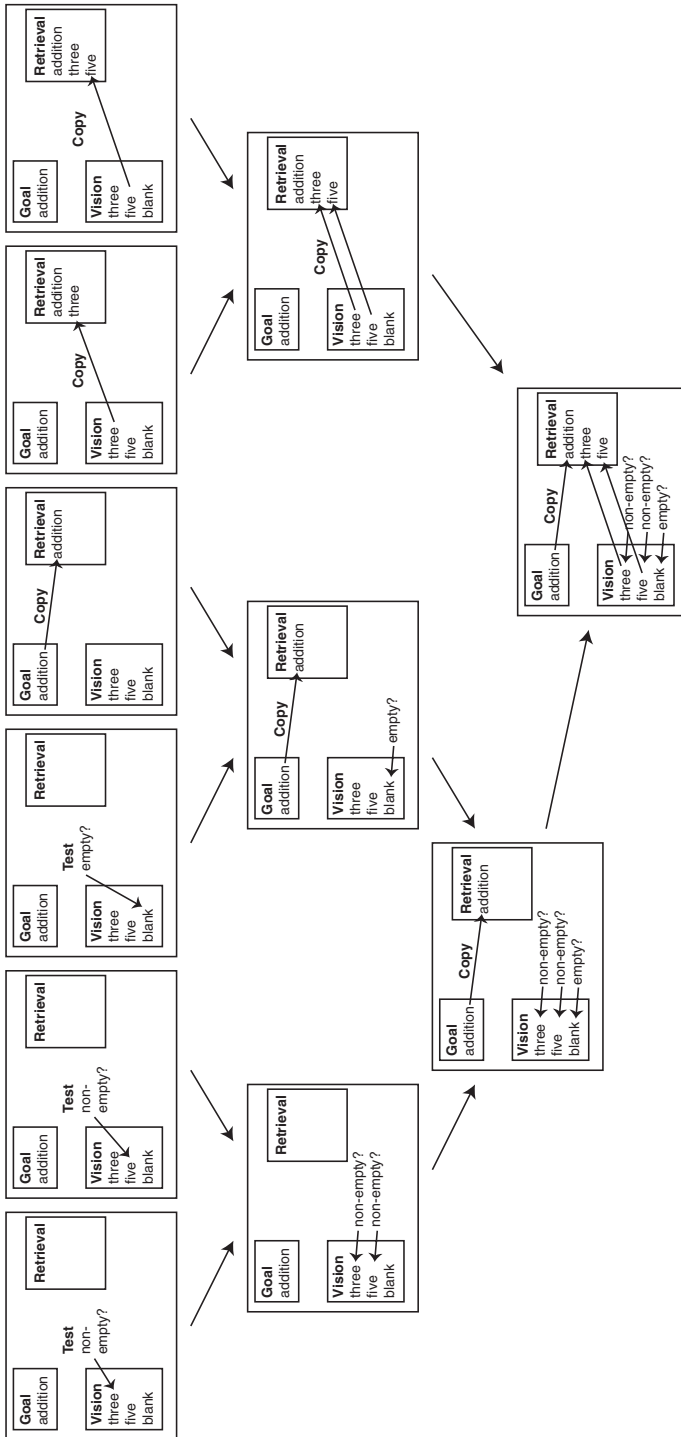 Goal
addition
Test
non-
empty?
Retrieval
Vision
three
five
blank
Goal
addition
Test
non-
empty?
Retrieval
Vision
three
five
blank
Goal
addition
Test
empty?
Retrieval
Vision
three
five
blank
Goal
addition
Copy
Retrieval
addition
Vision
three
five
blank
Goal
addition
Copy
Retrieval
addition
three
Vision
three
five
blank
Goal
addition
Copy
Retrieval
addition
three
five
Vision
three
five
blank
Goal
addition
Retrieval
Vision
three non-empty?
five non-empty?
blank
Goal
addition
Copy
Retrieval
addition
Vision
three
five
blank empty?
Goal
addition
Copy
Retrieval
addition
three
five
Vision
three
five
blank
Goal
addition
Copy
Retrieval
addition
Vision
three non-empty?
five non-empty?
blank empty?
Goal
addition
Copy
Retrieval
addition
three
five
Vision
three non-empty?
five non-empty?
blank empty?